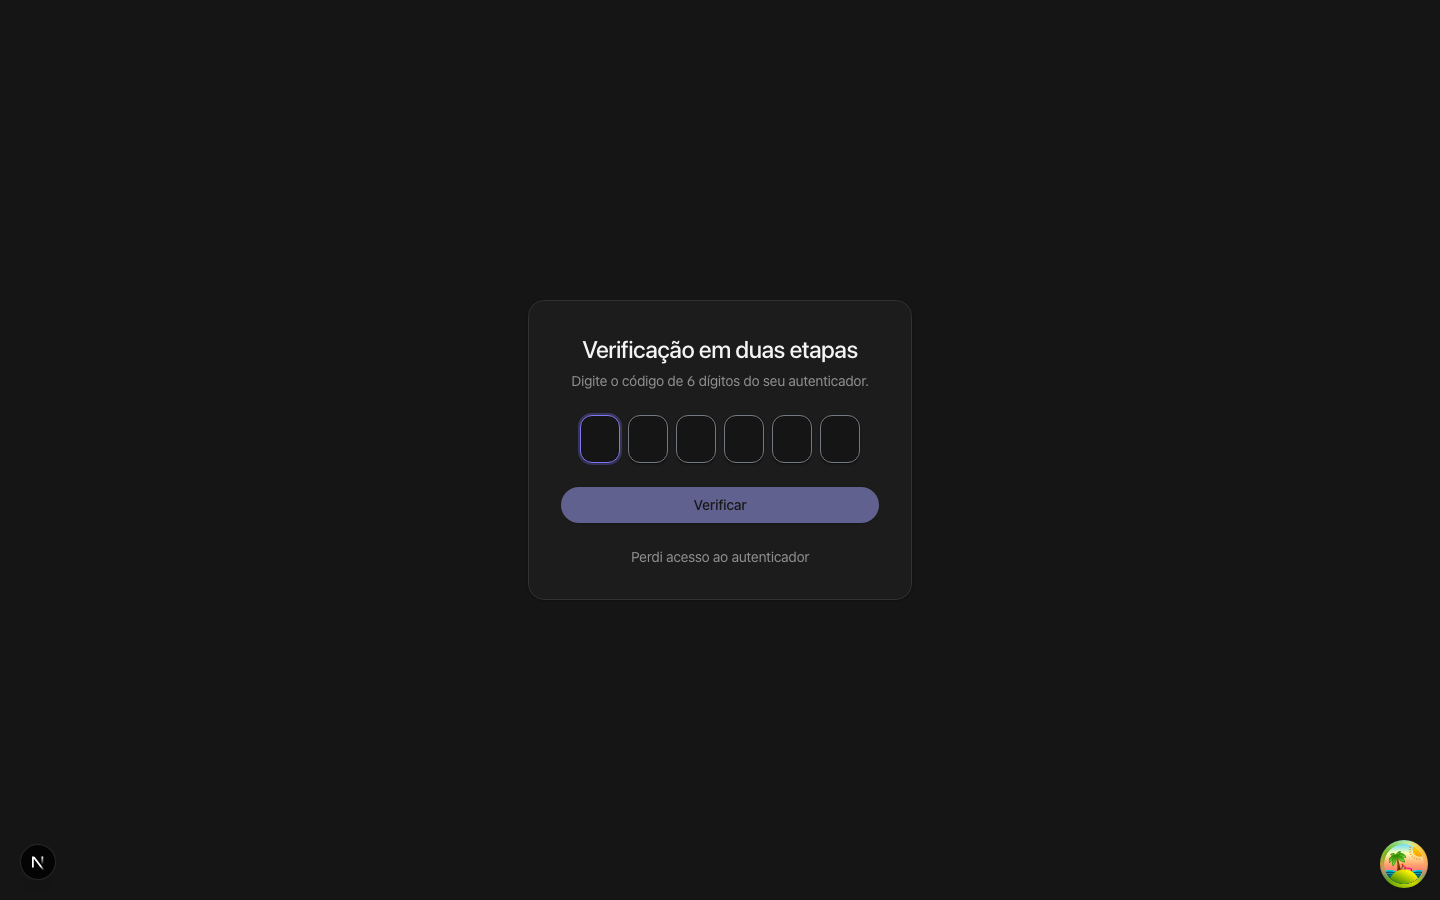 Verificação em duas etapas
Digite o código de 6 dígitos do seu autenticador.
Verificar
Perdi acesso ao autenticador
N